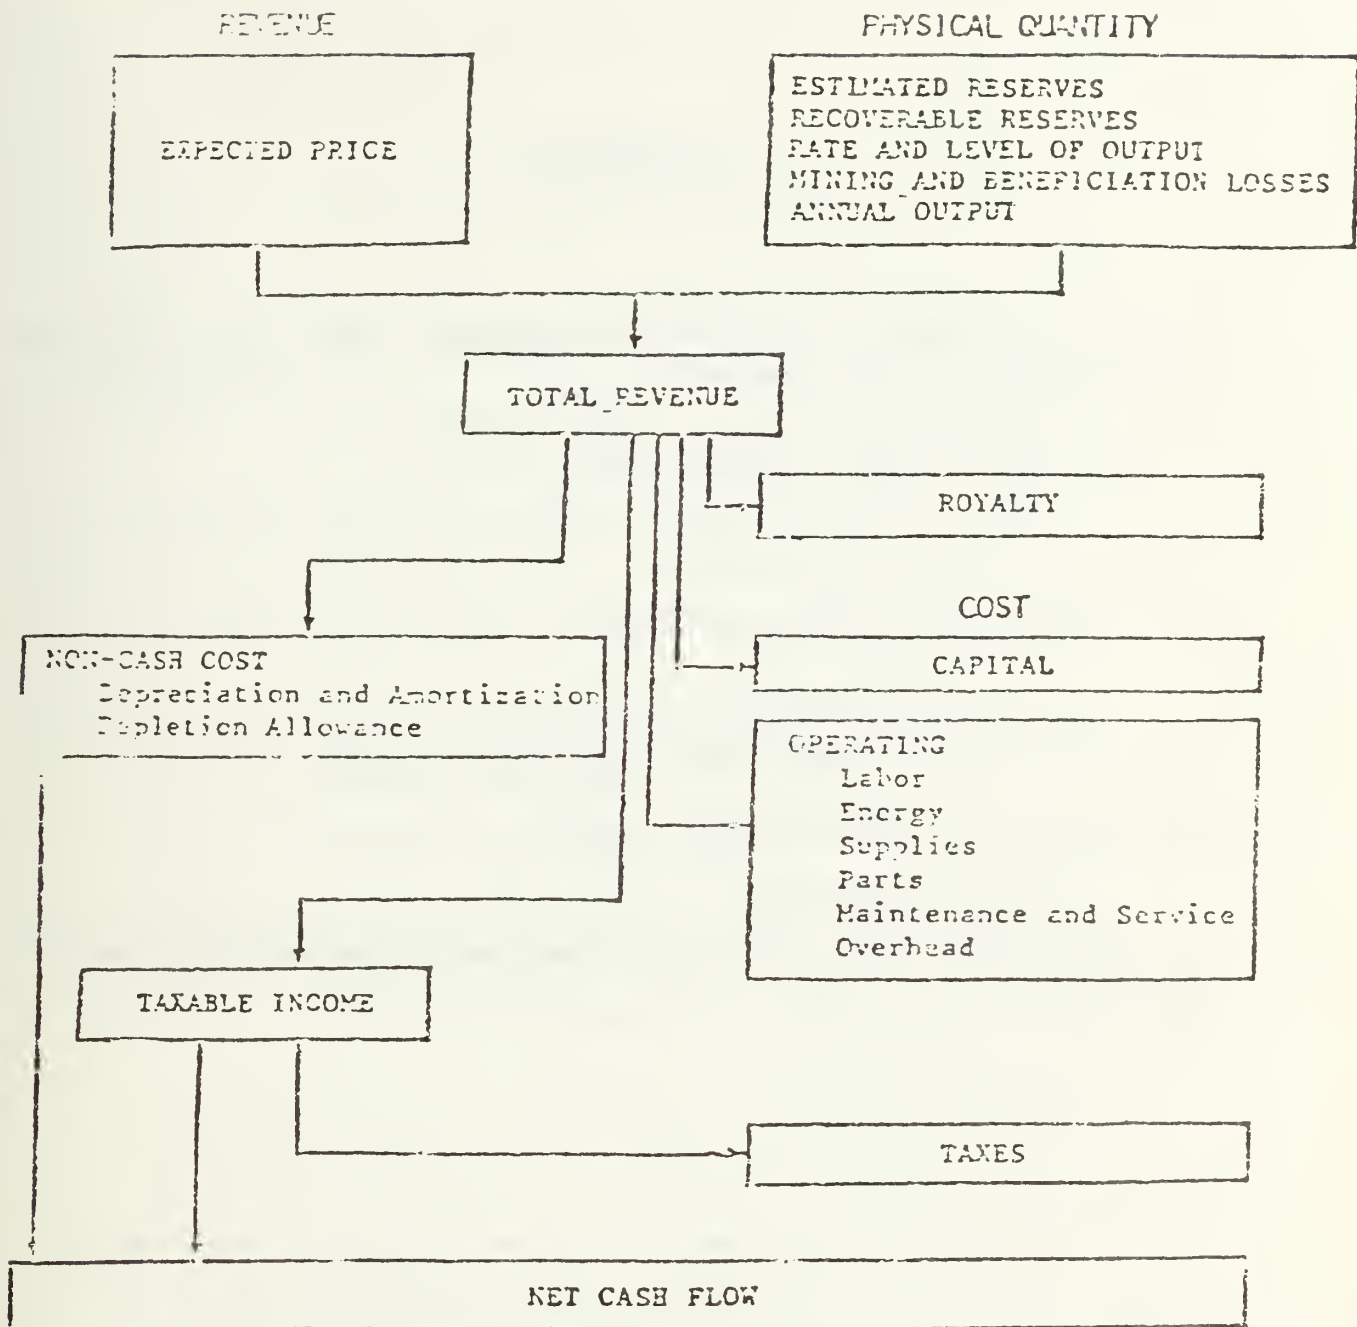 REVENUE
PHYSICAL QUANTITY
EXPECTED PRICE
ESTIMATED RESERVES
RECOVERABLE RESERVES
RATE AND LEVEL OF OUTPUT
MINING AND BENEFICIATION LOSSES
ANNUAL OUTPUT
TOTAL REVENUE
ROYALTY
COST
CAPITAL
NON-CASH COST
Depreciation and Amortization
Depletion Allowance
OPERATING
Labor
Energy
Supplies
Parts
Maintenance and Service
Overhead
TAXABLE INCOME
TAXES
NET CASH FLOW